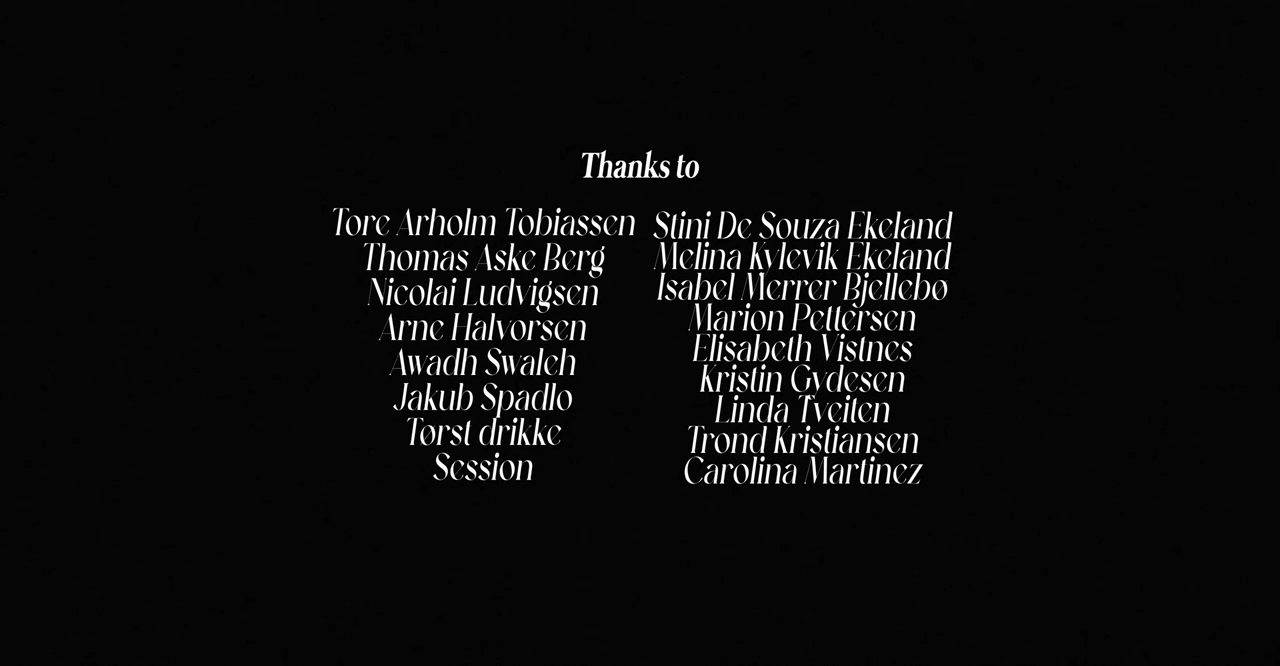 Thanks to
Tore Arholm Tobiassen
Thomas Aske Berg
Nicolai Ludvigsen
Arne Halvorsen
Awadh Swaleh
Jakub Spadlo
Tørst drikke
Session
Stini De Souza Ekeland
Melina Kylevik Ekeland
Isabel Merrer Bjellebø
Marion Pettersen
Elisabeth Vistnes
Kristin Gydesen
Linda Tveiten
Trond Kristiansen
Carolina Martinez